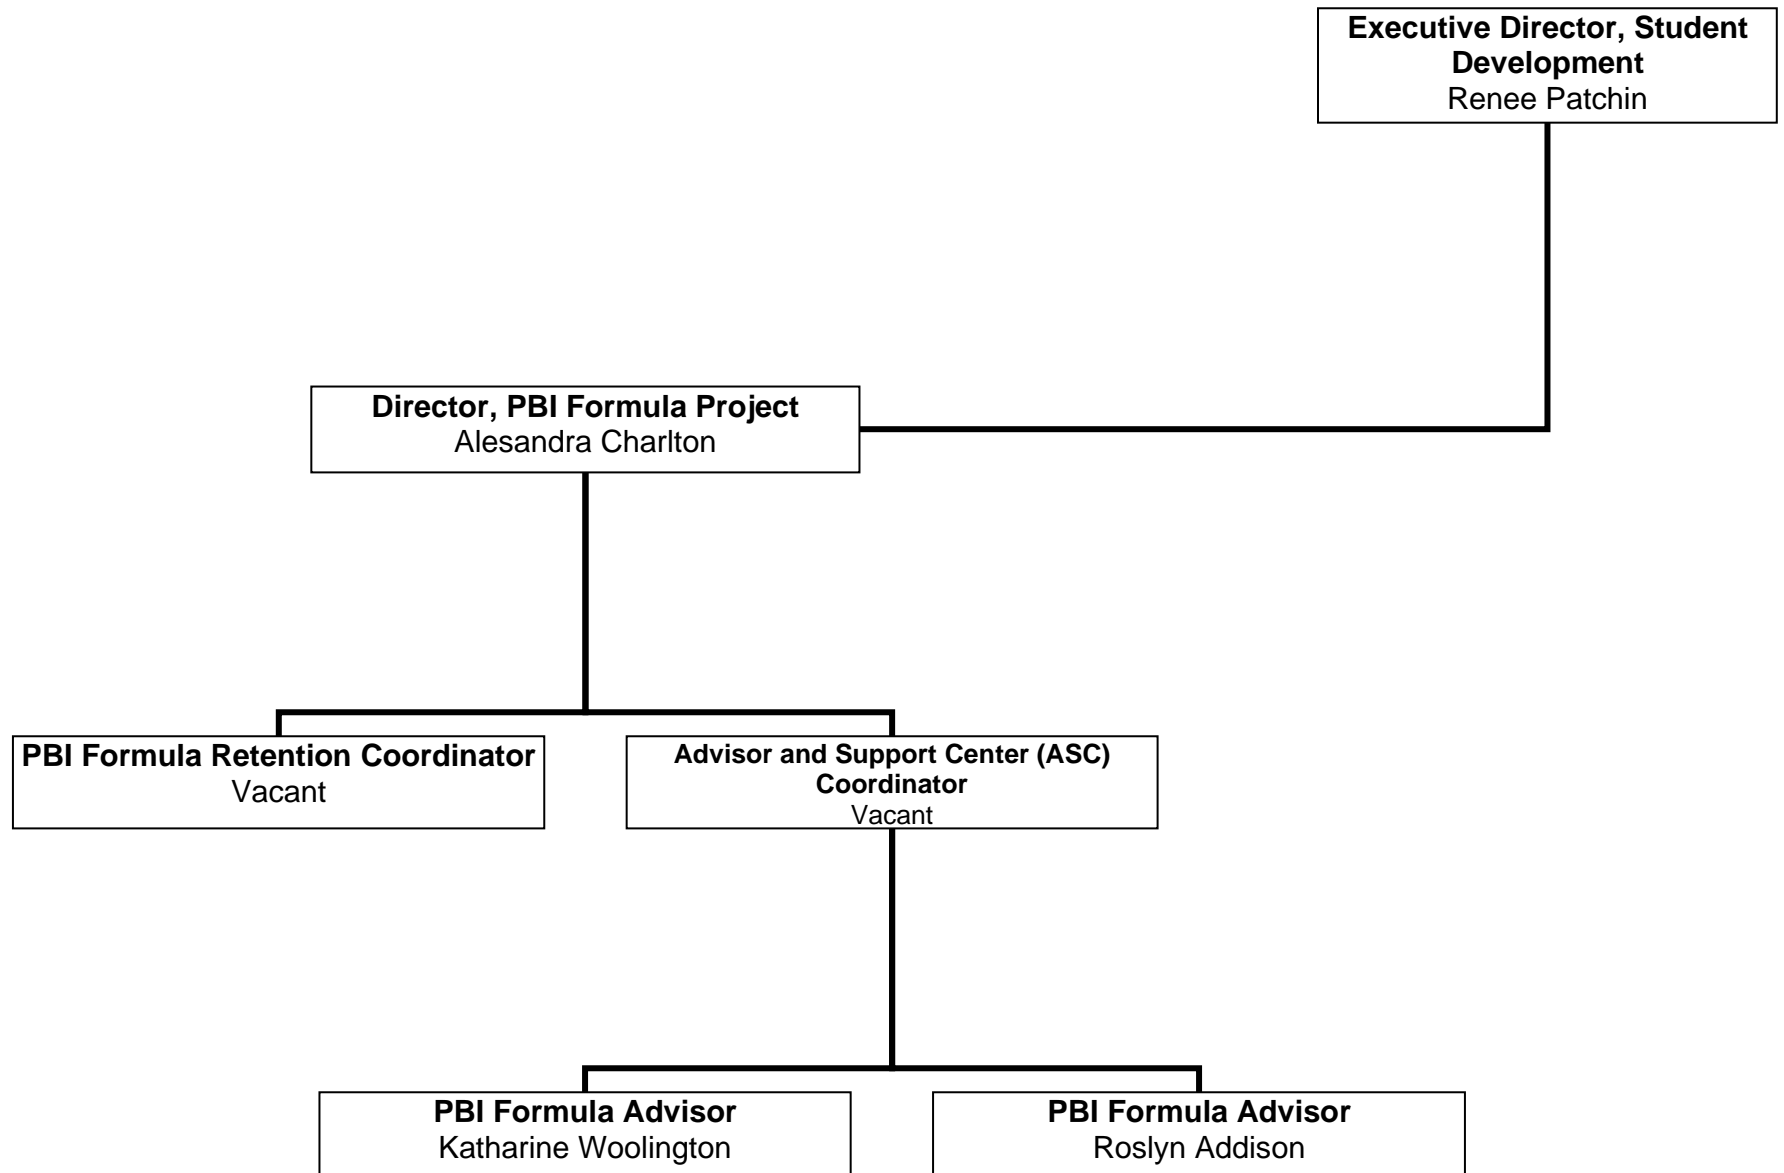 Executive Director, Student
Development
Renee Patchin
Director, PBI Formula Project
Alesandra Charlton
PBI Formula Retention Coordinator
Vacant
Advisor and Support Center (ASC)
Coordinator
Vacant
PBI Formula Advisor
Katharine Woolington
PBI Formula Advisor
Roslyn Addison